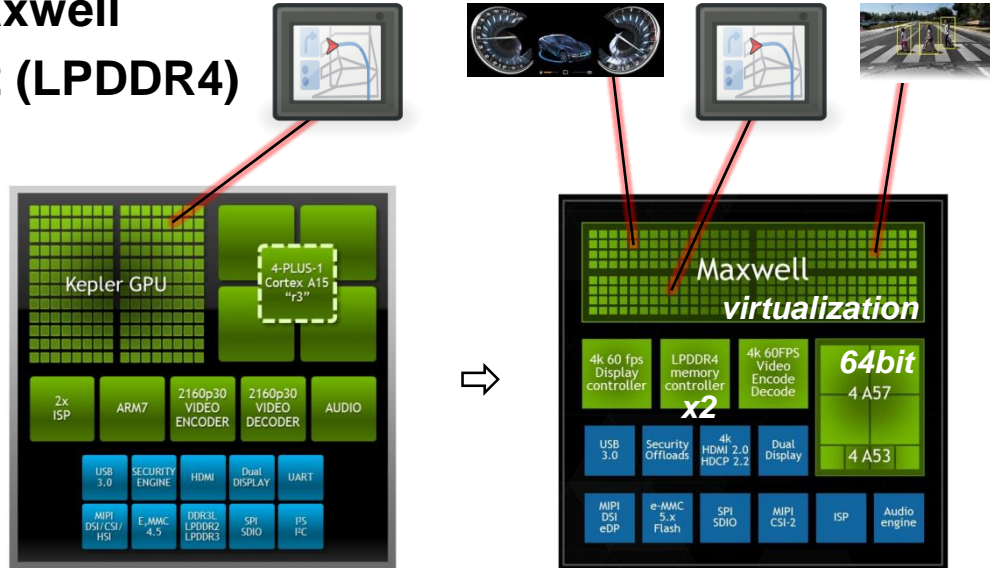 xwell
(LPDDR4)
Kepler GPU
4-PLUS-1
Cortex A15
"r3"
2x
ISP
ARM7
2160p30
VIDEO
ENCODER
2160p30
VIDEO
DECODER
AUDIO
USB
3.0
SECURITY
ENGINE
HDMI
Dual
DISPLAY
UART
MIPI
DSI/CSI/
HSI
E,MMC
4.5
DDR3L
LPDDR2
LPDDR3
SPI
SDIO
I²S
I²C
⇨
Maxwell
virtualization
4k 60 fps
Display
controller
LPDDR4
memory
controller
x2
4k 60FPS
Video
Encode
Decode
64bit
4 A57
4 A53
USB
3.0
Security
Offloads
4k
HDMI 2.0
HDCP 2.2
Dual
Display
MIPI
DSI
eDP
e-MMC
5.x
Flash
SPI
SDIO
MIPI
CSI-2
ISP
Audio
engine